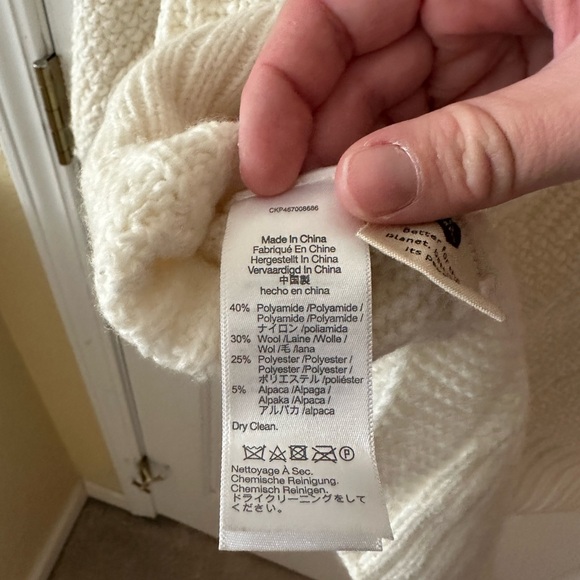 CKP467008686
Made In China
Fabriqué En Chine
Hergestellt In China
Vervaardigd In China
中国製
hecho en china
40% Polyamide /Polyamide/
Polyamide /Polyamide/
ナイロン /poliamida
30% Wool /Laine /Wolle /
Wol /毛 /lana
25% Polyester/Polyester/
Polyester /Polyester/
ポリエステル /poliéster
5% Alpaca /Alpaga /
Alpaka /Alpaca /
アルパカ /alpaca
Dry Clean.
P
Nettoyage À Sec.
Chemische Reinigung.
Chemisch Reinigen.
ドライクリーニングをして
ください。
better
planet,
its